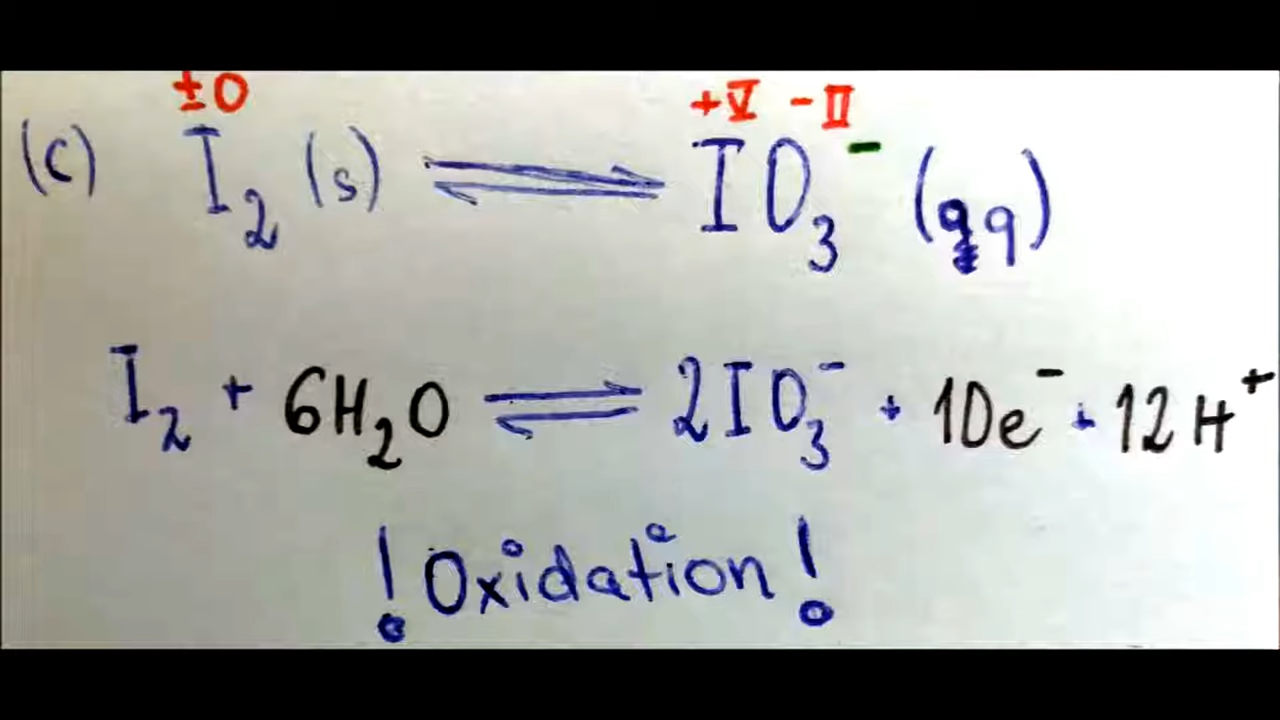 ±0 +V -II
(c) I₂ (s) ⇌ IO₃⁻ (aq)
I₂ + 6H₂O ⇌ 2IO₃⁻ + 10e⁻ + 12H⁺
! Oxidation !